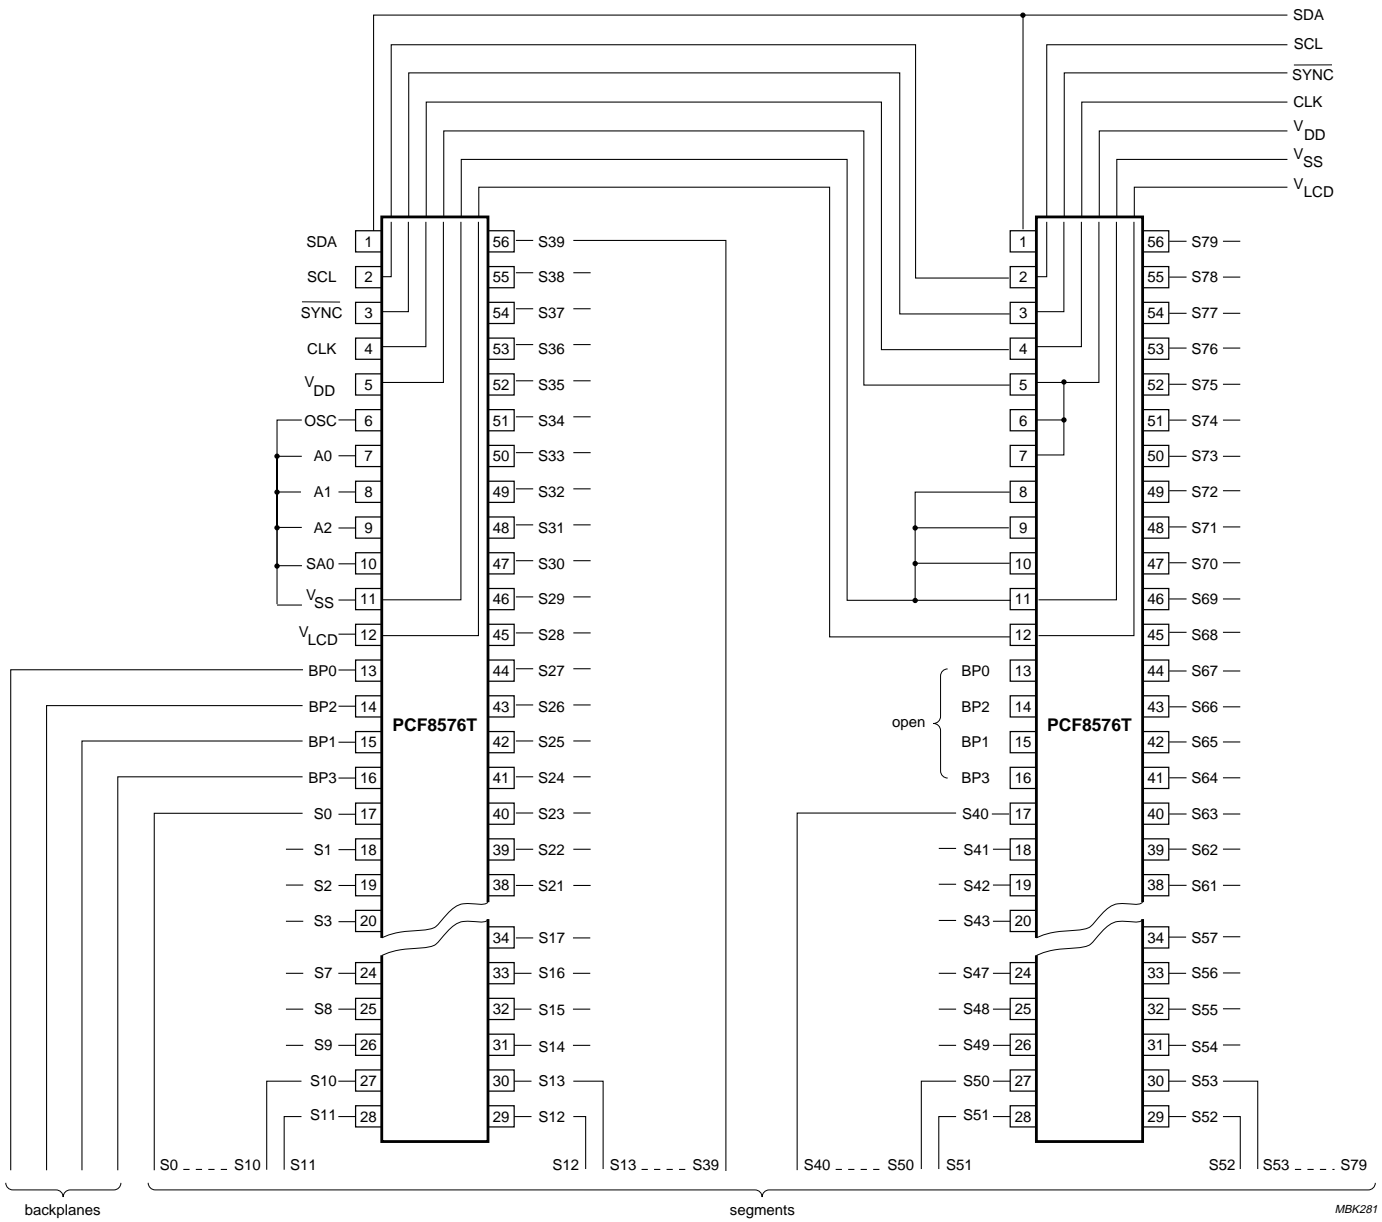 SDA
SCL
SYNC
CLK
VDD
VSS
VLCD
SDA 1 56 S39 1 56 S79
SCL 2 55 S38 2 55 S78
SYNC 3 54 S37 3 54 S77
CLK 4 53 S36 4 53 S76
VDD 5 52 S35 5 52 S75
OSC 6 51 S34 6 51 S74
A0 7 50 S33 7 50 S73
A1 8 49 S32 8 49 S72
A2 9 48 S31 9 48 S71
SA0 10 47 S30 10 47 S70
VSS 11 46 S29 11 46 S69
VLCD 12 45 S28 12 45 S68
BP0 13 44 S27 BP0 13 44 S67
BP2 14 43 S26 BP2 14 43 S66
PCF8576T open PCF8576T
BP1 15 42 S25 BP1 15 42 S65
BP3 16 41 S24 BP3 16 41 S64
S0 17 40 S23 S40 17 40 S63
S1 18 39 S22 S41 18 39 S62
S2 19 38 S21 S42 19 38 S61
S3 20 S43 20
34 S17 34 S57
S7 24 33 S16 S47 24 33 S56
S8 25 32 S15 S48 25 32 S55
S9 26 31 S14 S49 26 31 S54
S10 27 30 S13 S50 27 30 S53
S11 28 29 S12 S51 28 29 S52
S0 S10 S11 S12 S13 S39 S40 S50 S51 S52 S53 S79
backplanes segments MBK281